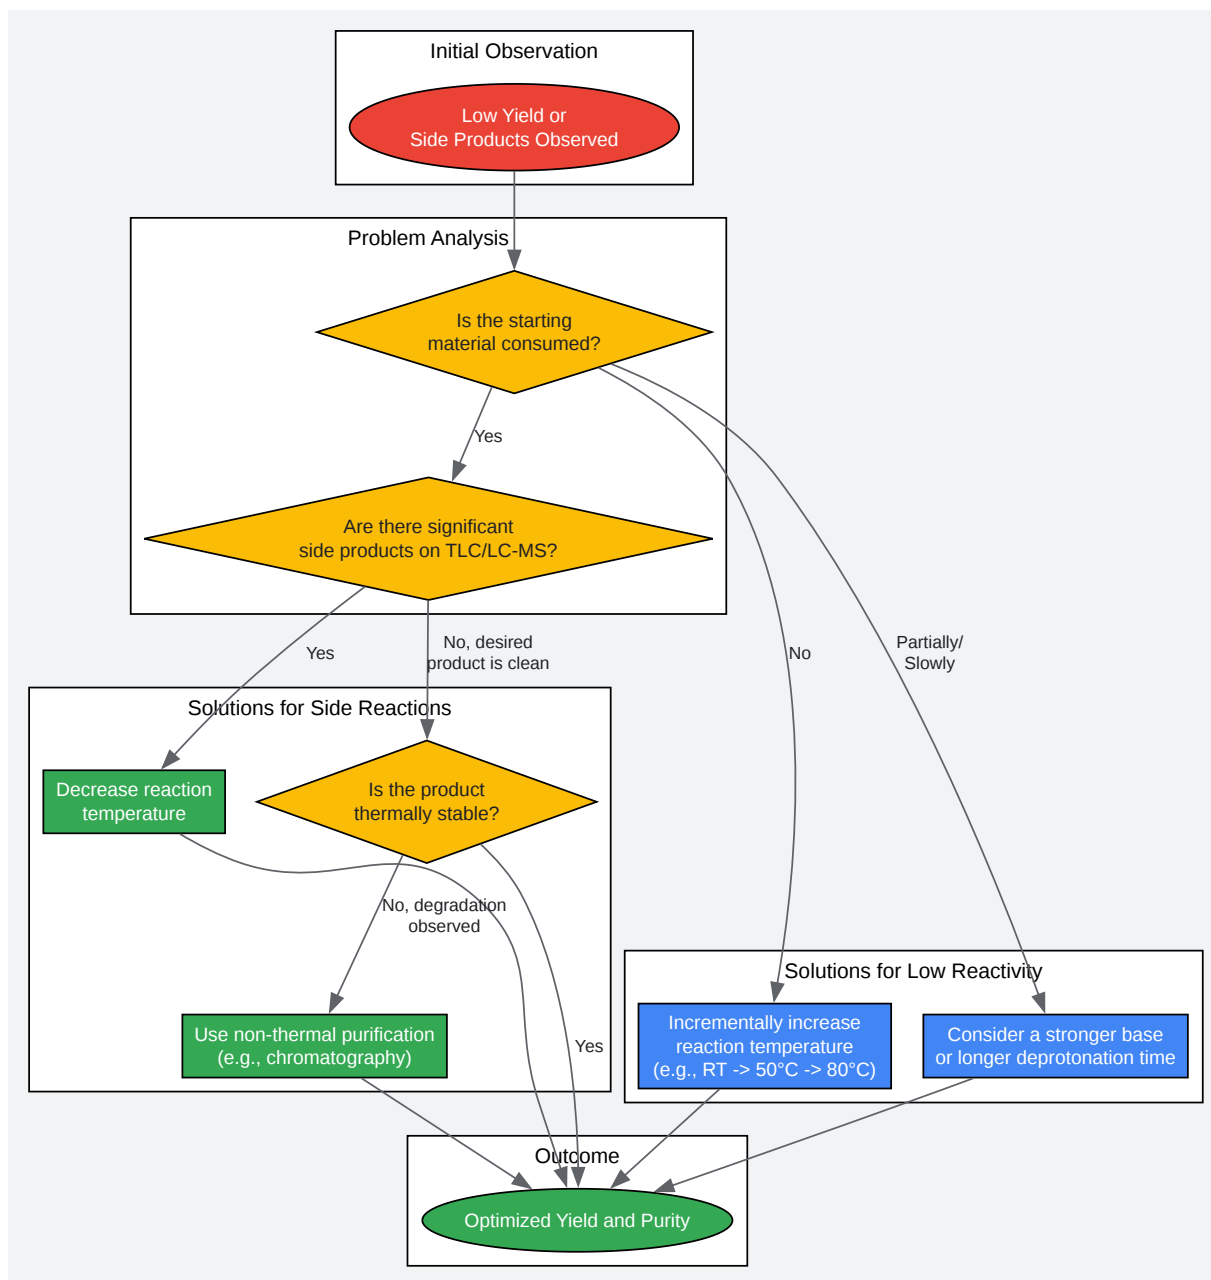 Initial Observation
Low Yield or
Side Products Observed
Problem Analysis
Is the starting
material consumed?
Yes
Are there significant
side products on TLC/LC-MS?
Yes
No, desired
product is clean
No
Partially/
Slowly
Solutions for Side Reactions
Decrease reaction
temperature
Is the product
thermally stable?
No, degradation
observed
Use non-thermal purification
(e.g., chromatography)
Yes
Solutions for Low Reactivity
Incrementally increase
reaction temperature
(e.g., RT -> 50°C -> 80°C)
Consider a stronger base
or longer deprotonation time
Outcome
Optimized Yield and Purity